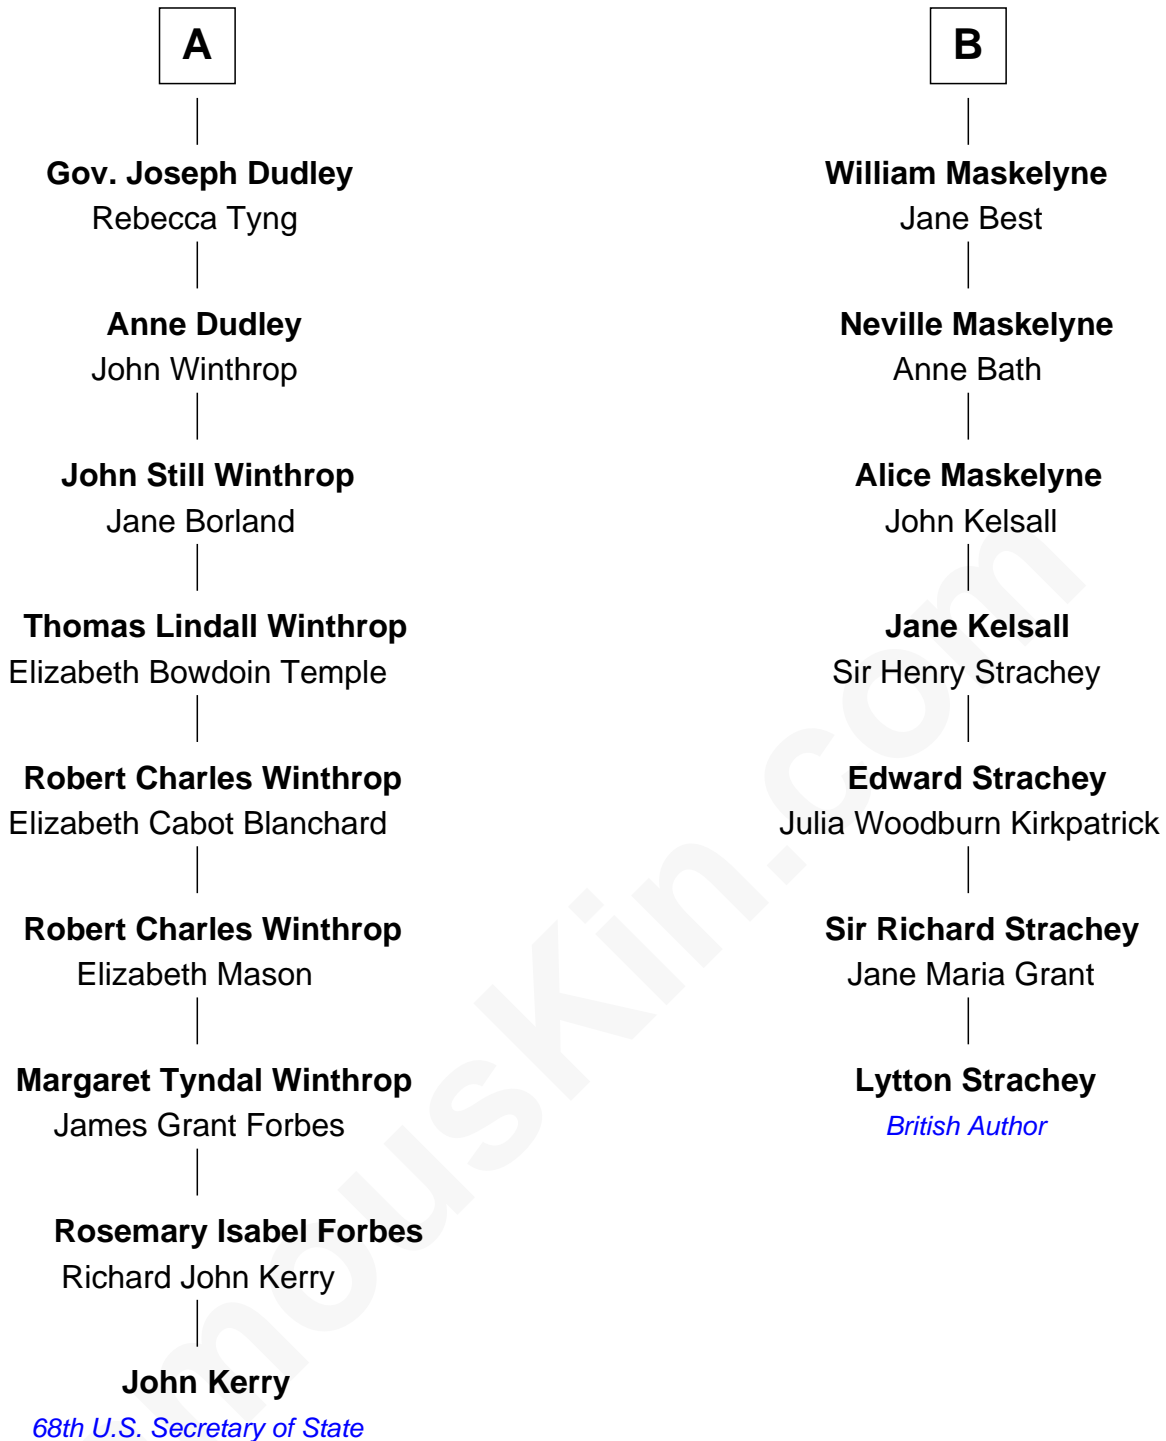 A
Gov. Joseph Dudley
Rebecca Tyng
Anne Dudley
John Winthrop
John Still Winthrop
Jane Borland
Thomas Lindall Winthrop
Elizabeth Bowdoin Temple
Robert Charles Winthrop
Elizabeth Cabot Blanchard
Robert Charles Winthrop
Elizabeth Mason
Margaret Tyndal Winthrop
James Grant Forbes
Rosemary Isabel Forbes
Richard John Kerry
John Kerry
68th U.S. Secretary of State
B
William Maskelyne
Jane Best
Neville Maskelyne
Anne Bath
Alice Maskelyne
John Kelsall
Jane Kelsall
Sir Henry Strachey
Edward Strachey
Julia Woodburn Kirkpatrick
Sir Richard Strachey
Jane Maria Grant
Lytton Strachey
British Author
mouskin.com